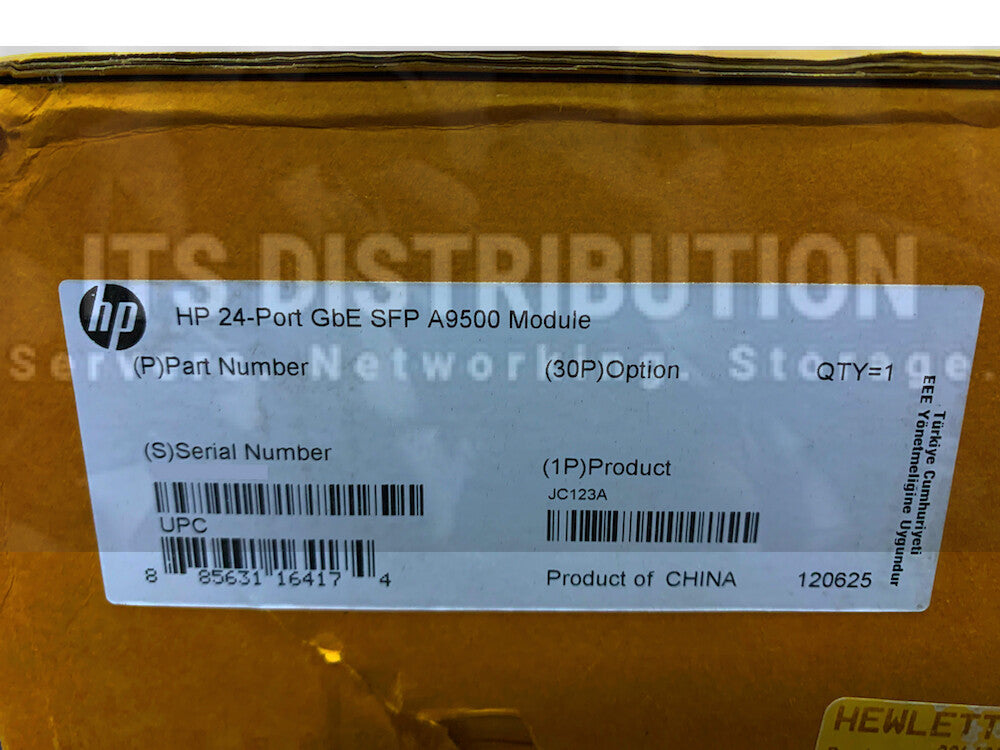 ITS DISTRIBUTION
Servers. Networking. Storage.
hp
HP 24-Port GbE SFP A9500 Module
(P)Part Number
(30P)Option
QTY=1
(S)Serial Number
(1P)Product
JC123A
UPC
8 85631 16417 4
Product of CHINA
120625
Türkiye Cumhuriyeti
EEE Yönetmeligine Uygundur
HEWLETT